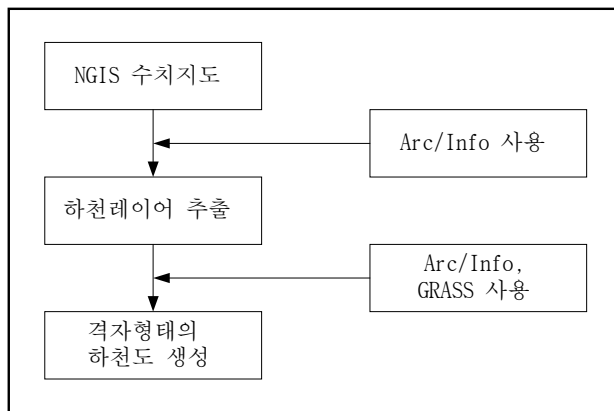 NGIS 수치지도
Arc/Info 사용
하천레이어 추출
Arc/Info,
GRASS 사용
격자형태의
하천도 생성